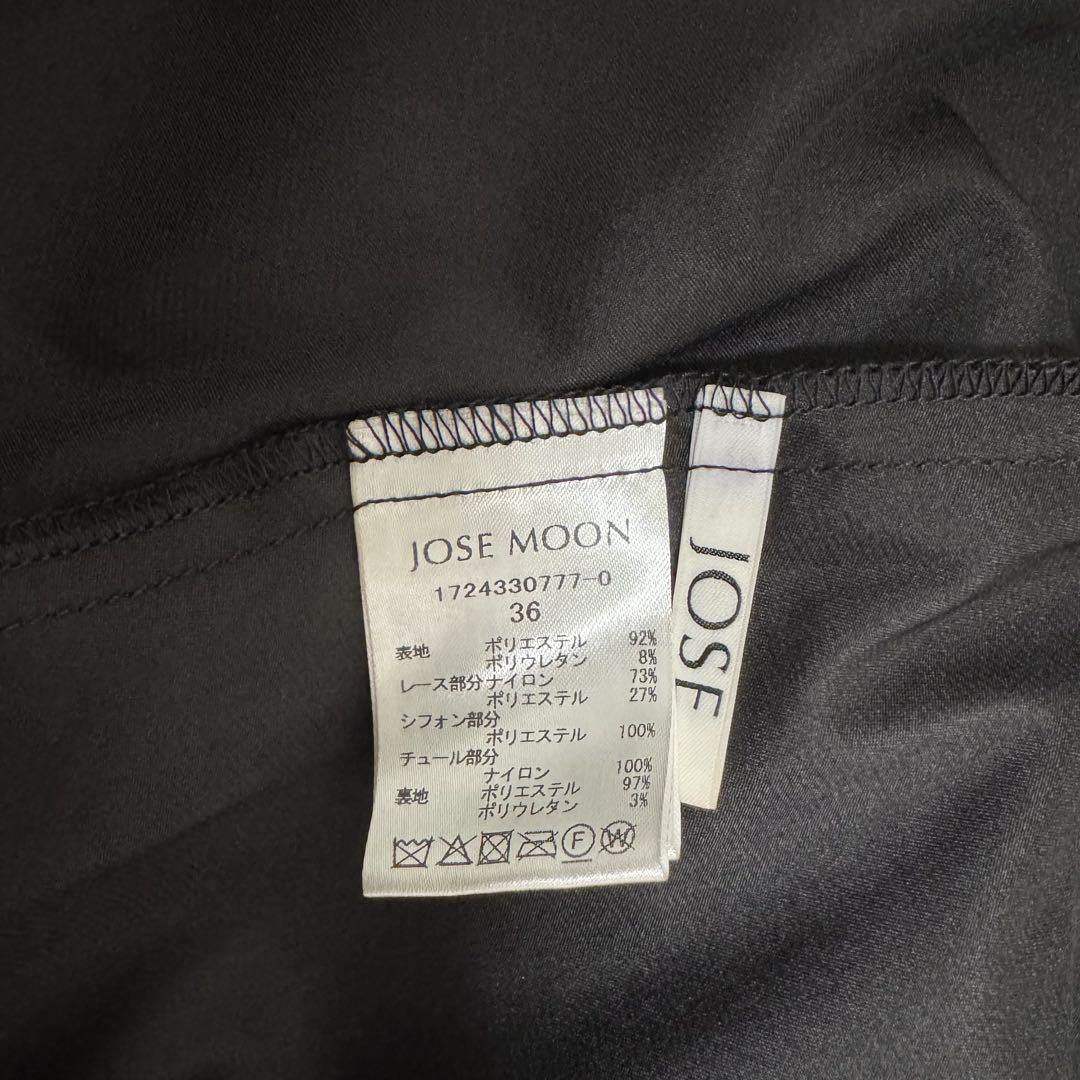 JOSE MOON
1724330777-0
36
表地 ポリエステル 92%
ポリウレタン 8%
レース部分 ナイロン 73%
ポリエステル 27%
シフォン部分
ポリエステル 100%
チュール部分
ナイロン 100%
裏地 ポリエステル 97%
ポリウレタン 3%
F W
JOSE